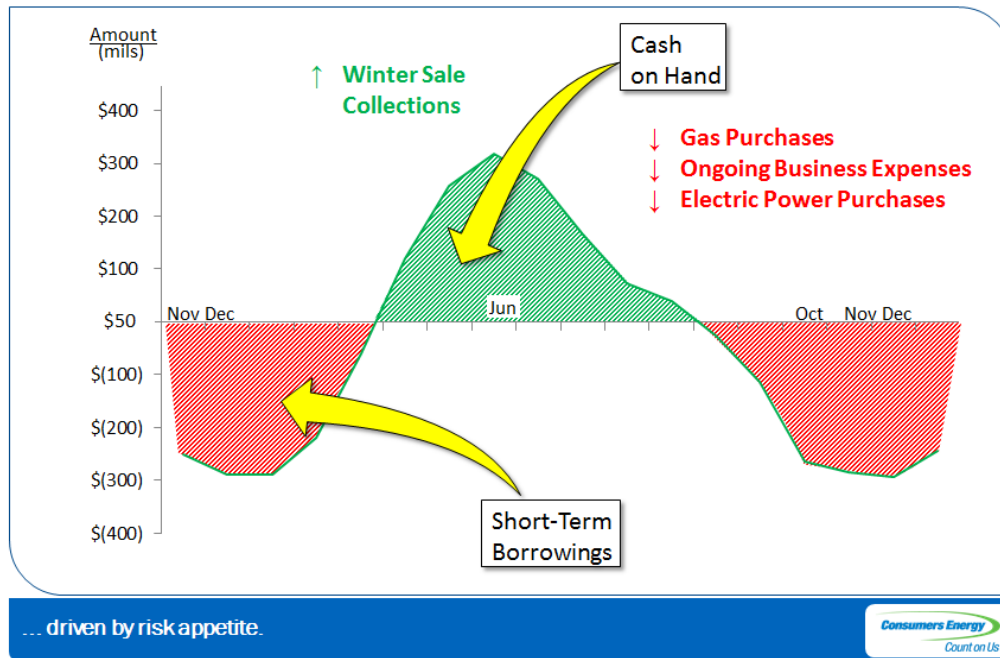 Amount
(mils)
Cash
on Hand
↑ Winter Sale
Collections
↓ Gas Purchases
↓ Ongoing Business Expenses
↓ Electric Power Purchases
$400
$300
$200
$100
$50
$(100)
$(200)
$(300)
$(400)
Nov Dec
Jun
Oct Nov Dec
Short-Term
Borrowings
... driven by risk appetite.
Consumers Energy
Count on Us